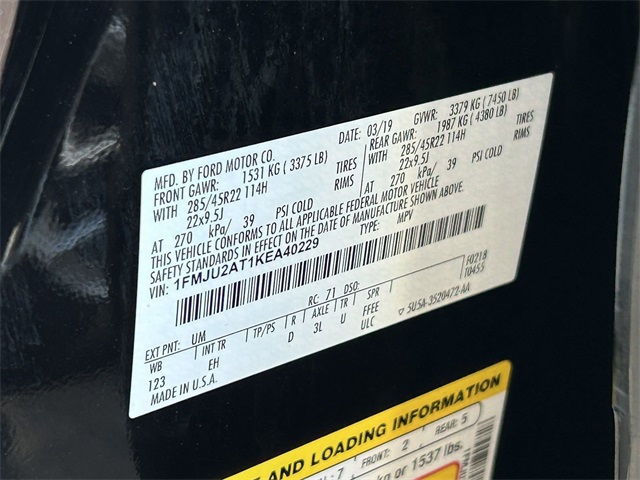 MFD. BY FORD MOTOR CO.
DATE: 03/19 GVWR: 3379 KG ( 7450 LB)
FRONT GAWR: 1531 KG ( 3375 LB) REAR GAWR: 1987 KG ( 4380 LB)
WITH 285/45R22 114H TIRES WITH 285/45R22 114H TIRES
22x9.5J RIMS 22x9.5J RIMS
AT 270 kPa/ 39 PSI COLD AT 270 kPa/ 39 PSI COLD
THIS VEHICLE CONFORMS TO ALL APPLICABLE FEDERAL MOTOR VEHICLE
SAFETY STANDARDS IN EFFECT ON THE DATE OF MANUFACTURE SHOWN ABOVE.
VIN: 1FMJU2AT1KEA40229 TYPE: MPV
F0218
T0455
EXT PNT: UM RC: 71 DSO:
WB INT TR TP/PS R AXLE TR SPR
123 EH D 3L U FFEE
ULC
MADE IN U.S.A. 5U5A-3520472-AA
E AND LOADING INFORMATION
7 FRONT: 2 REAR: 5
kg or 1537 lbs.